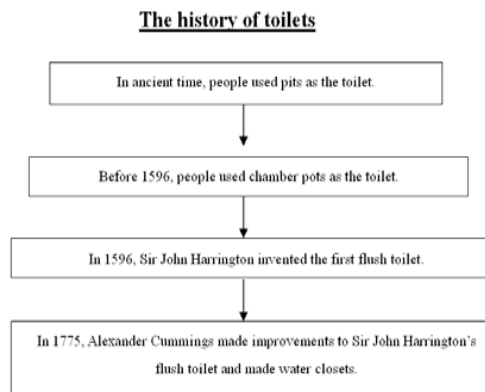 The history of toilets
In ancient time, people used pits as the toilet.
Before 1596, people used chamber pots as the toilet.
In 1596, Sir John Harrington invented the first flush toilet.
In 1775, Alexander Cummings made improvements to Sir John Harrington's
flush toilet and made water closets.